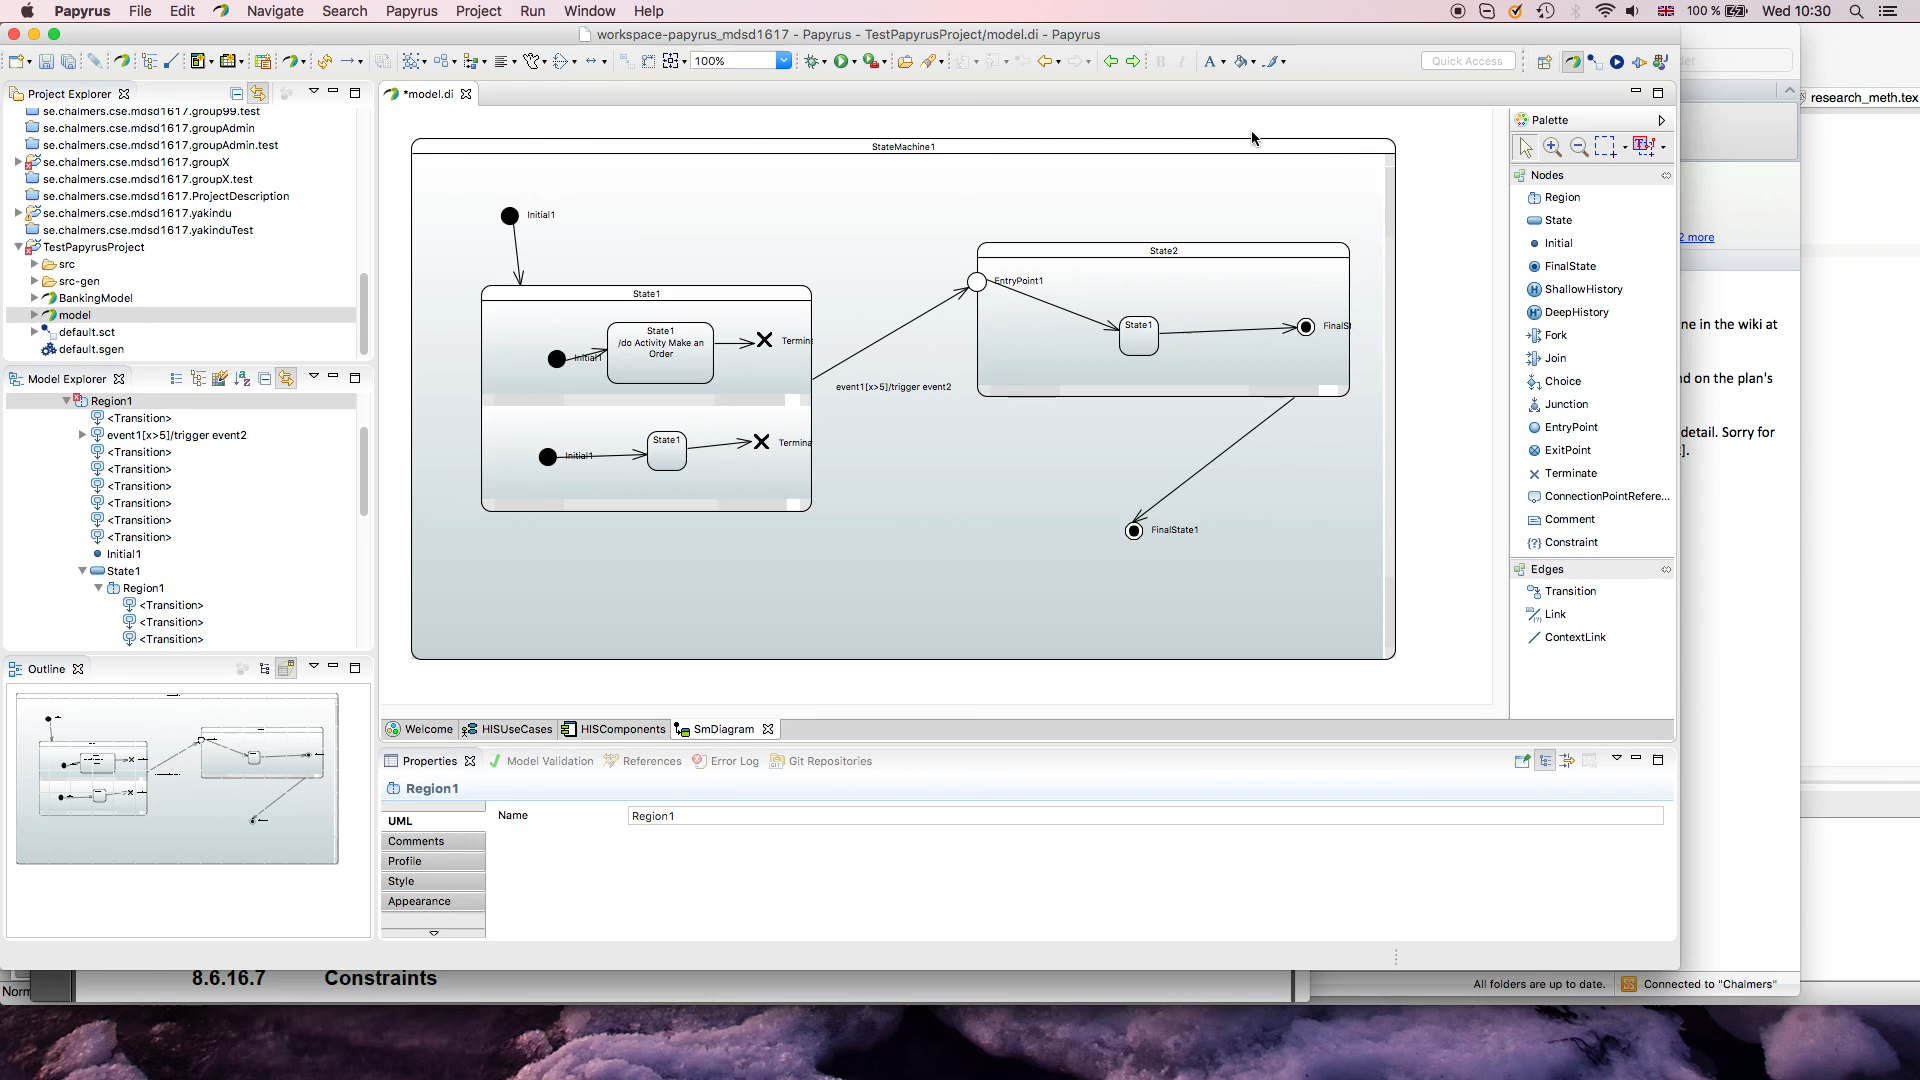 Papyrus File Edit Navigate Search Papyrus Project Run Window Help 100 % Wed 10:30
workspace-papyrus_mdsd1617 - Papyrus - TestPapyrusProject/model.di - Papyrus
100% Quick Access
Project Explorer
se.chalmers.cse.mdsd1617.group99.test
se.chalmers.cse.mdsd1617.groupAdmin
se.chalmers.cse.mdsd1617.groupAdmin.test
se.chalmers.cse.mdsd1617.groupX
se.chalmers.cse.mdsd1617.groupX.test
se.chalmers.cse.mdsd1617.ProjectDescription
se.chalmers.cse.mdsd1617.yakindu
se.chalmers.cse.mdsd1617.yakinduTest
TestPapyrusProject
src
src-gen
BankingModel
model
default.sct
default.sgen
Model Explorer
Region1
<Transition>
event1[x>5]/trigger event2
<Transition>
<Transition>
<Transition>
<Transition>
<Transition>
<Transition>
Initial1
State1
Region1
<Transition>
<Transition>
<Transition>
Outline
*model.di
StateMachine1
Initial1
State1
State1
/do Activity Make an
Order
Initial1
Termina
State1
Initial1
Termina
event1[x>5]/trigger event2
State2
EntryPoint1
State1
FinalSt
FinalState1
Palette
Nodes
Region
State
Initial
FinalState
ShallowHistory
DeepHistory
Fork
Join
Choice
Junction
EntryPoint
ExitPoint
Terminate
ConnectionPointRefere...
Comment
Constraint
Edges
Transition
Link
ContextLink
Welcome HISUseCases HISComponents SmDiagram
Properties Model Validation References Error Log Git Repositories
Region1
UML
Comments
Profile
Style
Appearance
Name Region1
research_meth.tex
2 more
ne in the wiki at
nd on the plan's
detail. Sorry for
].
8.6.16.7 Constraints
Norm
All folders are up to date. Connected to "Chalmers"